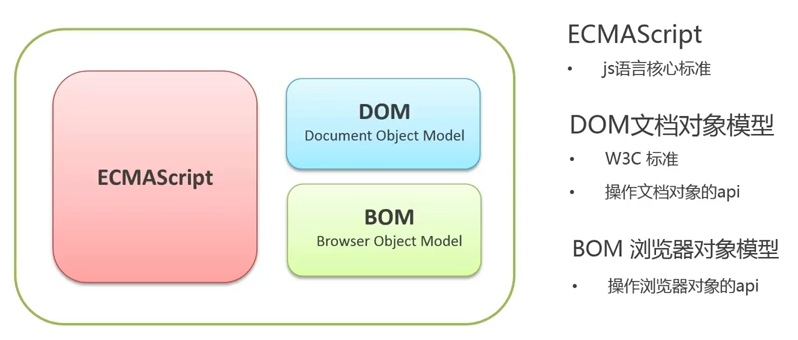 ECMAScript
DOM
Document Object Model
BOM
Browser Object Model
ECMAScript
• js语言核心标准
DOM文档对象模型
• W3C 标准
• 操作文档对象的api
BOM 浏览器对象模型
• 操作浏览器对象的api